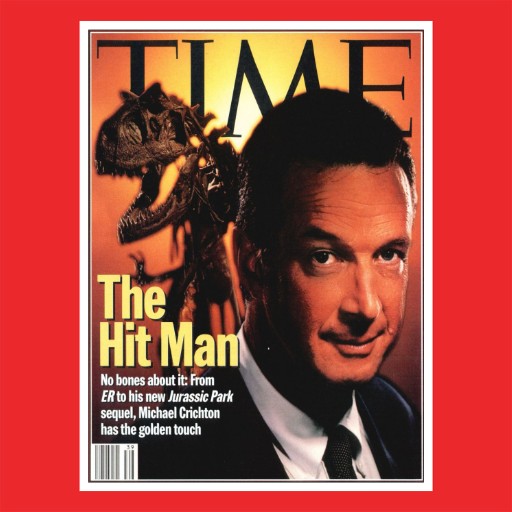 TIME
The
Hit Man
No bones about it: From
ER to his new Jurassic Park
sequel, Michael Crichton
has the golden touch
39